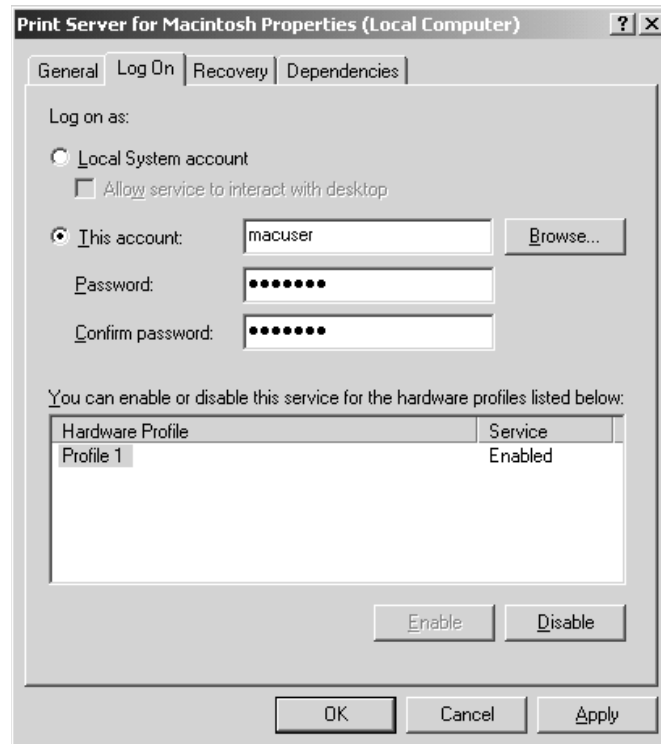 Print Server for Macintosh Properties (Local Computer)
General Log On Recovery Dependencies
Log on as:
Local System account
Allow service to interact with desktop
This account: macuser Browse...
Password: ●●●●●●●
Confirm password: ●●●●●●●
You can enable or disable this service for the hardware profiles listed below:
Hardware Profile Service
Profile 1 Enabled
Enable Disable
OK Cancel Apply